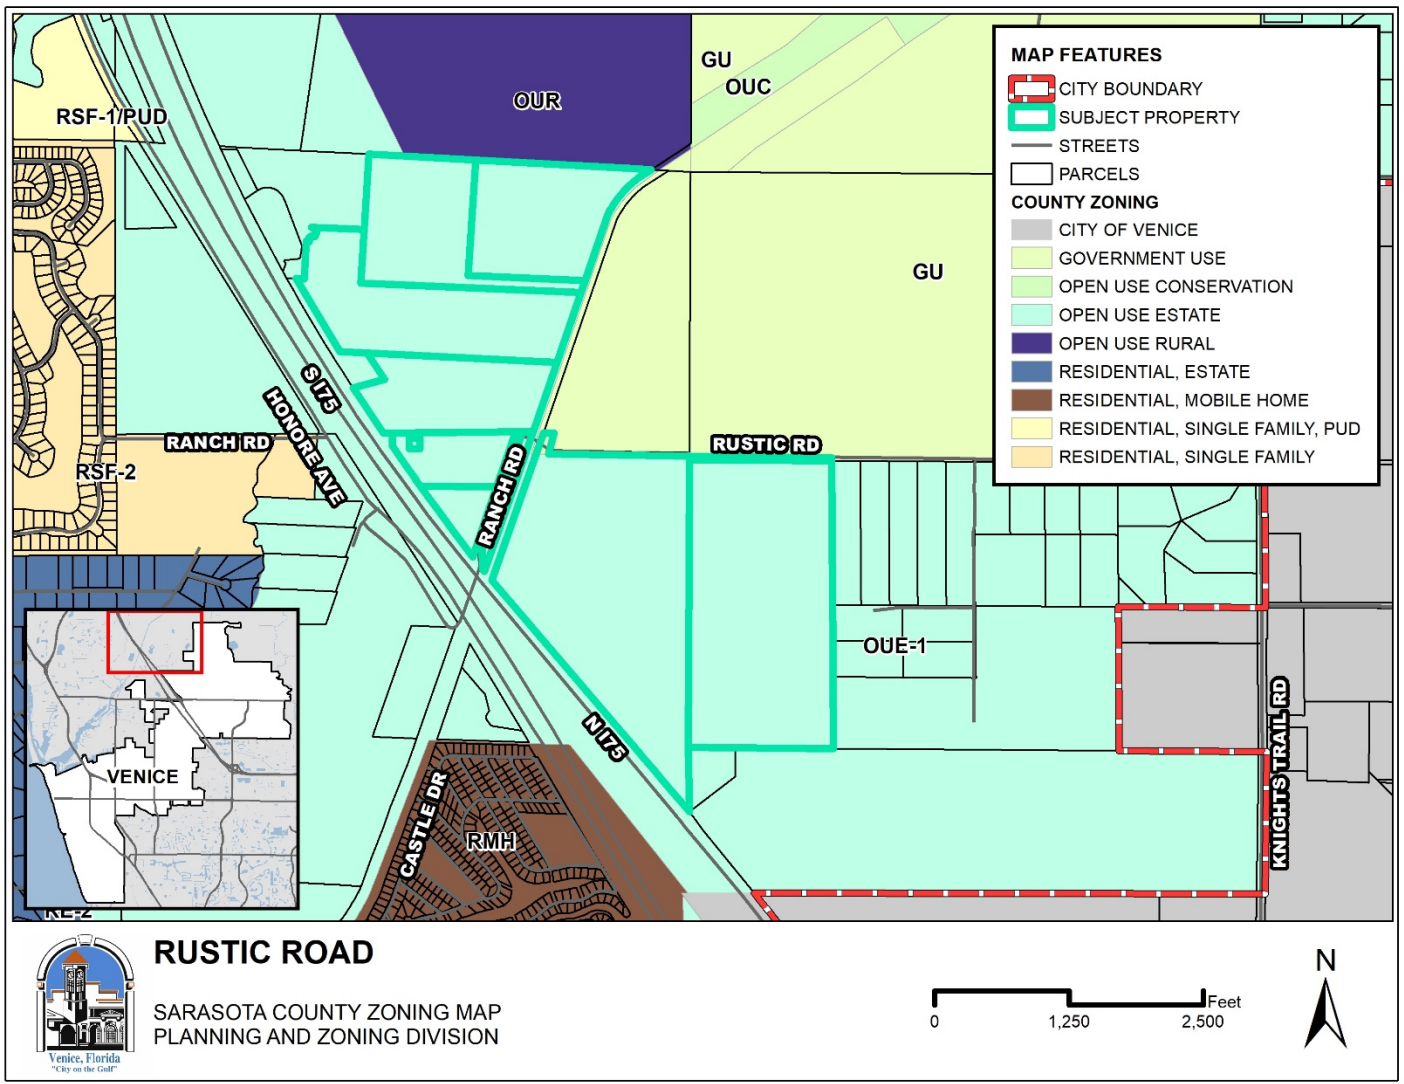 RSF-1/PUD
OUR
GU
OUC
GU
S I75
HONORE AVE
RANCH RD
RSF-2
RANCH RD
RUSTIC RD
OUE-1
N I75
KNIGHTS TRAIL RD
CASTLE DR
RMH
VENICE
RE-2
MAP FEATURES
CITY BOUNDARY
SUBJECT PROPERTY
STREETS
PARCELS
COUNTY ZONING
CITY OF VENICE
GOVERNMENT USE
OPEN USE CONSERVATION
OPEN USE ESTATE
OPEN USE RURAL
RESIDENTIAL, ESTATE
RESIDENTIAL, MOBILE HOME
RESIDENTIAL, SINGLE FAMILY, PUD
RESIDENTIAL, SINGLE FAMILY
Venice, Florida
"City on the Gulf"
RUSTIC ROAD
SARASOTA COUNTY ZONING MAP
PLANNING AND ZONING DIVISION
Feet
0 1,250 2,500
N